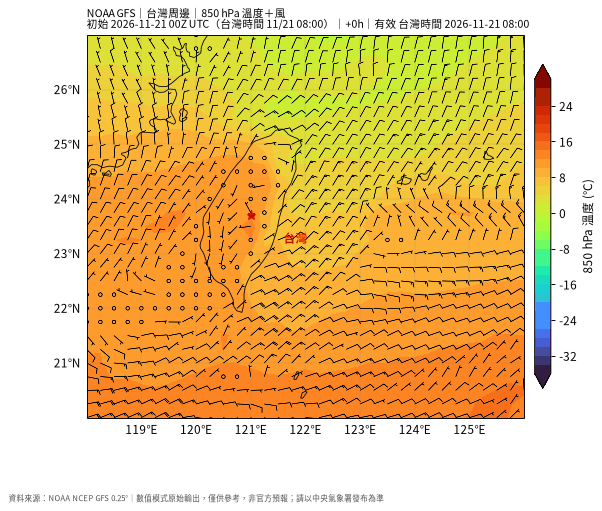 NOAA GFS｜台灣周邊｜850 hPa 溫度＋風
初始 2026-11-21 00Z UTC（台灣時間 11/21 08:00）｜+0h｜有效 台灣時間 2026-11-21 08:00
26°N
25°N
24°N
23°N
22°N
21°N
119°E
120°E
121°E
122°E
123°E
124°E
125°E
台灣
24
16
8
0
-8
-16
-24
-32
850 hPa 溫度 (°C)
資料來源：NOAA NCEP GFS 0.25°｜數值模式原始輸出，僅供參考，非官方預報；請以中央氣象署發布為準